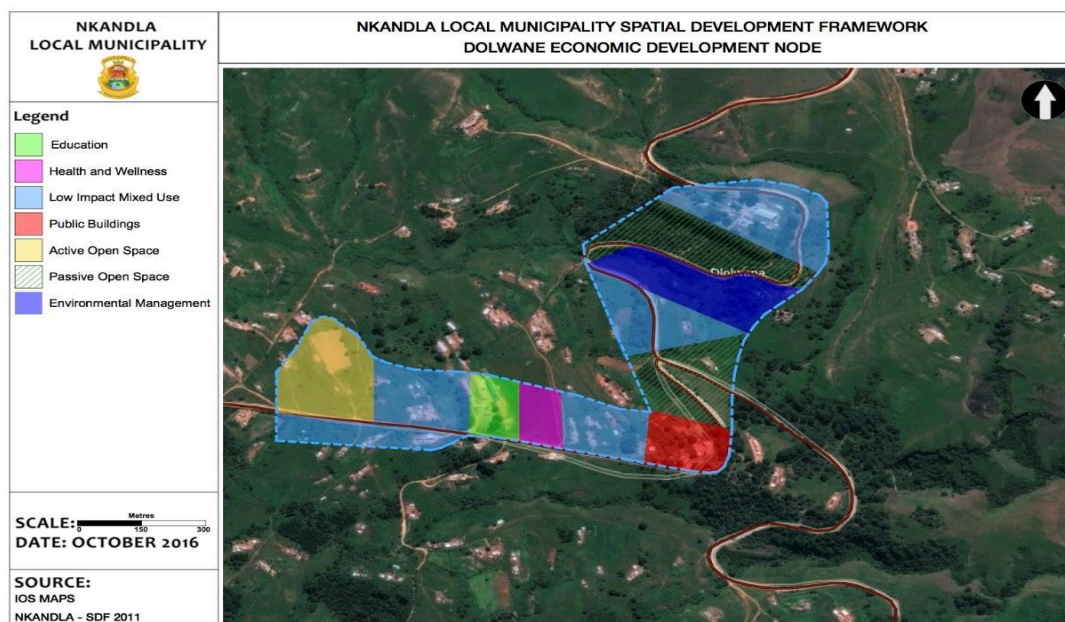 NKANDLA
LOCAL MUNICIPALITY
NKANDLA LOCAL MUNICIPALITY SPATIAL DEVELOPMENT FRAMEWORK
DOLWANE ECONOMIC DEVELOPMENT NODE
Legend
Education
Health and Wellness
Low Impact Mixed Use
Public Buildings
Active Open Space
Passive Open Space
Environmental Management
SCALE:
Metres
0 150 300
DATE: OCTOBER 2016
SOURCE:
IOS MAPS
NKANDLA - SDF 2011